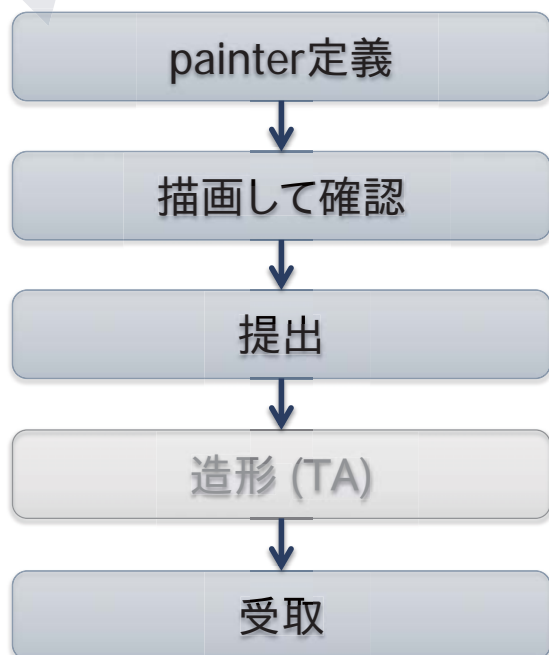 painter定義
描画して確認
提出
造形 (TA)
受取